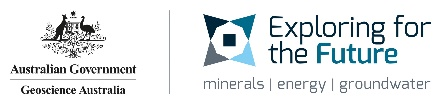 Australian Government
Geoscience Australia
Exploring for
the Future
minerals | energy | groundwater